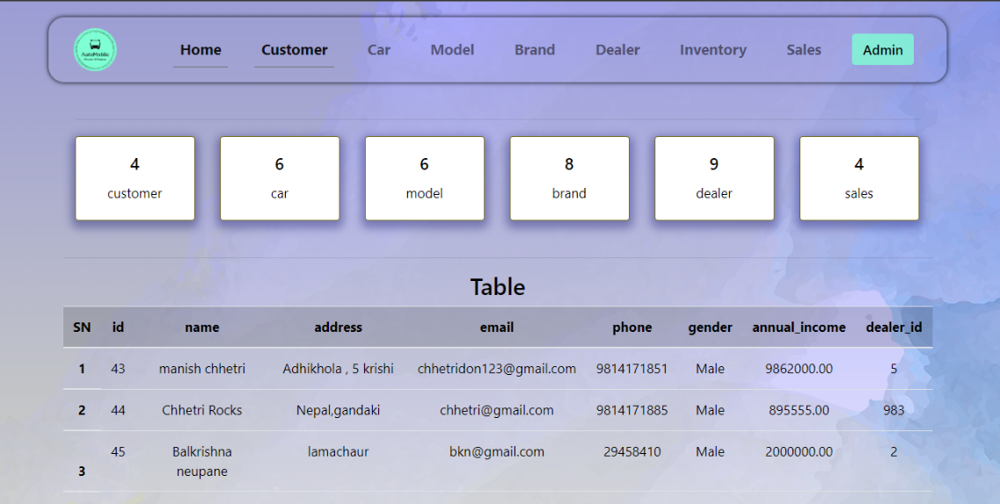 AutoMobile
Home Customer Car Model Brand Dealer Inventory Sales Admin
4 6 6 8 9 4
customer car model brand dealer sales
Table
SN id name address email phone gender annual_income dealer_id
1 43 manish chhetri Adhikhola , 5 krishi chhetridon123@gmail.com 9814171851 Male 9862000.00 5
2 44 Chhetri Rocks Nepal,gandaki chhetri@gmail.com 9814171885 Male 895555.00 983
45 Balkrishna lamachaur bkn@gmail.com 29458410 Male 2000000.00 2
3 neupane